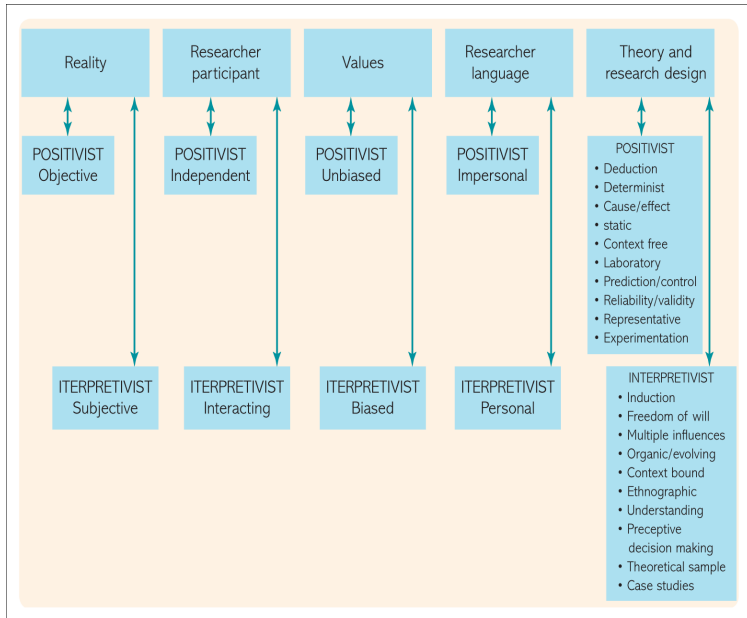 Reality
Researcher
participant
Values
Researcher
language
Theory and
research design
POSITIVIST
Objective
POSITIVIST
Independent
POSITIVIST
Unbiased
POSITIVIST
Impersonal
POSITIVIST
• Deduction
• Determinist
• Cause/effect
• static
• Context free
• Laboratory
• Prediction/control
• Reliability/validity
• Representative
• Experimentation
ITERPRETIVIST
Subjective
ITERPRETIVIST
Interacting
ITERPRETIVIST
Biased
ITERPRETIVIST
Personal
INTERPRETIVIST
• Induction
• Freedom of will
• Multiple influences
• Organic/evolving
• Context bound
• Ethnographic
• Understanding
• Preceptive
decision making
• Theoretical sample
• Case studies